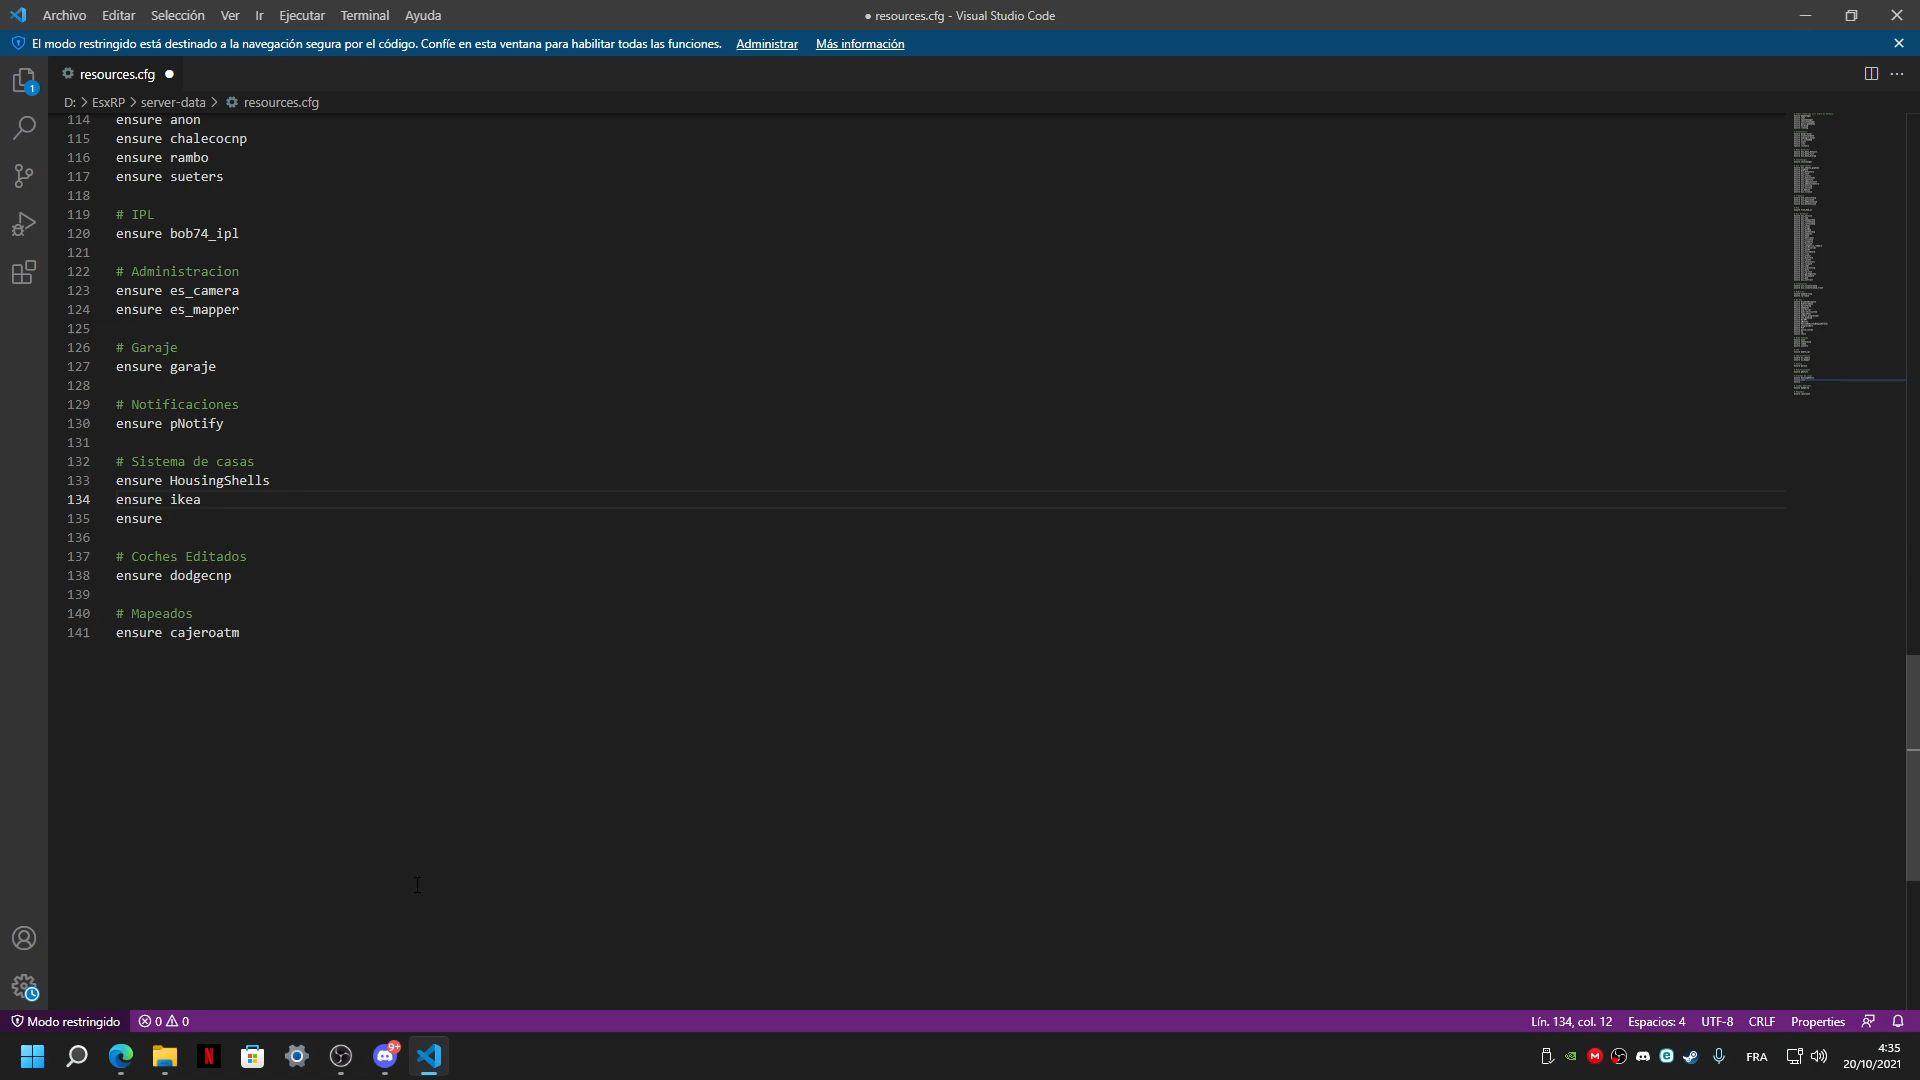 Archivo Editar Selección Ver Ir Ejecutar Terminal Ayuda
● resources.cfg - Visual Studio Code
El modo restringido está destinado a la navegación segura por el código. Confíe en esta ventana para habilitar todas las funciones. Administrar Más información
1
resources.cfg ●
D: > EsxRP > server-data > resources.cfg
114 ensure anon
115 ensure chalecocnp
116 ensure rambo
117 ensure sueters
118
119 # IPL
120 ensure bob74_ipl
121
122 # Administracion
123 ensure es_camera
124 ensure es_mapper
125
126 # Garaje
127 ensure garaje
128
129 # Notificaciones
130 ensure pNotify
131
132 # Sistema de casas
133 ensure HousingShells
134 ensure ikea
135 ensure
136
137 # Coches Editados
138 ensure dodgecnp
139
140 # Mapeados
141 ensure cajeroatm
Modo restringido 0 0
Lín. 134, col. 12 Espacios: 4 UTF-8 CRLF Properties
N
9+
M
FRA
4:35
20/10/2021